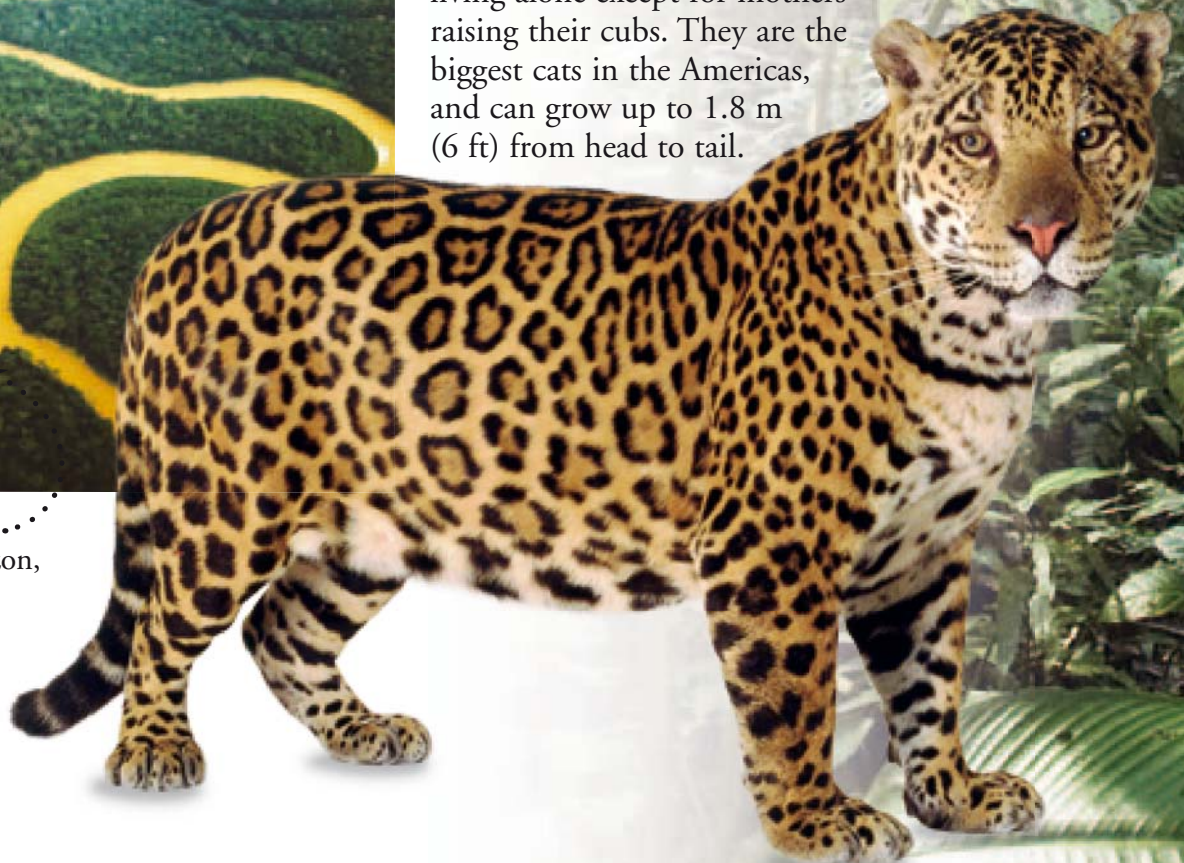 raising their cubs. They are the
biggest cats in the Americas,
and can grow up to 1.8 m
(6 ft) from head to tail.